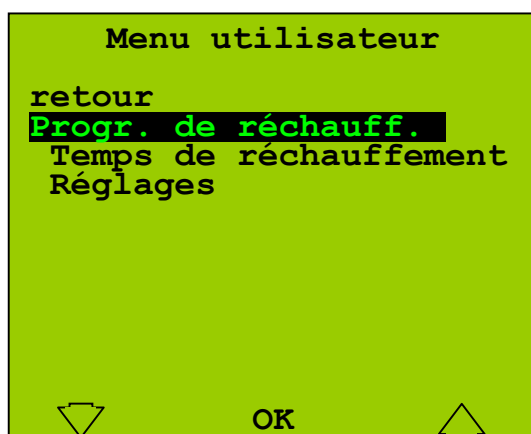 Menu utilisateur
retour
Progr. de réchauff.
Temps de réchauffement
Réglages
OK